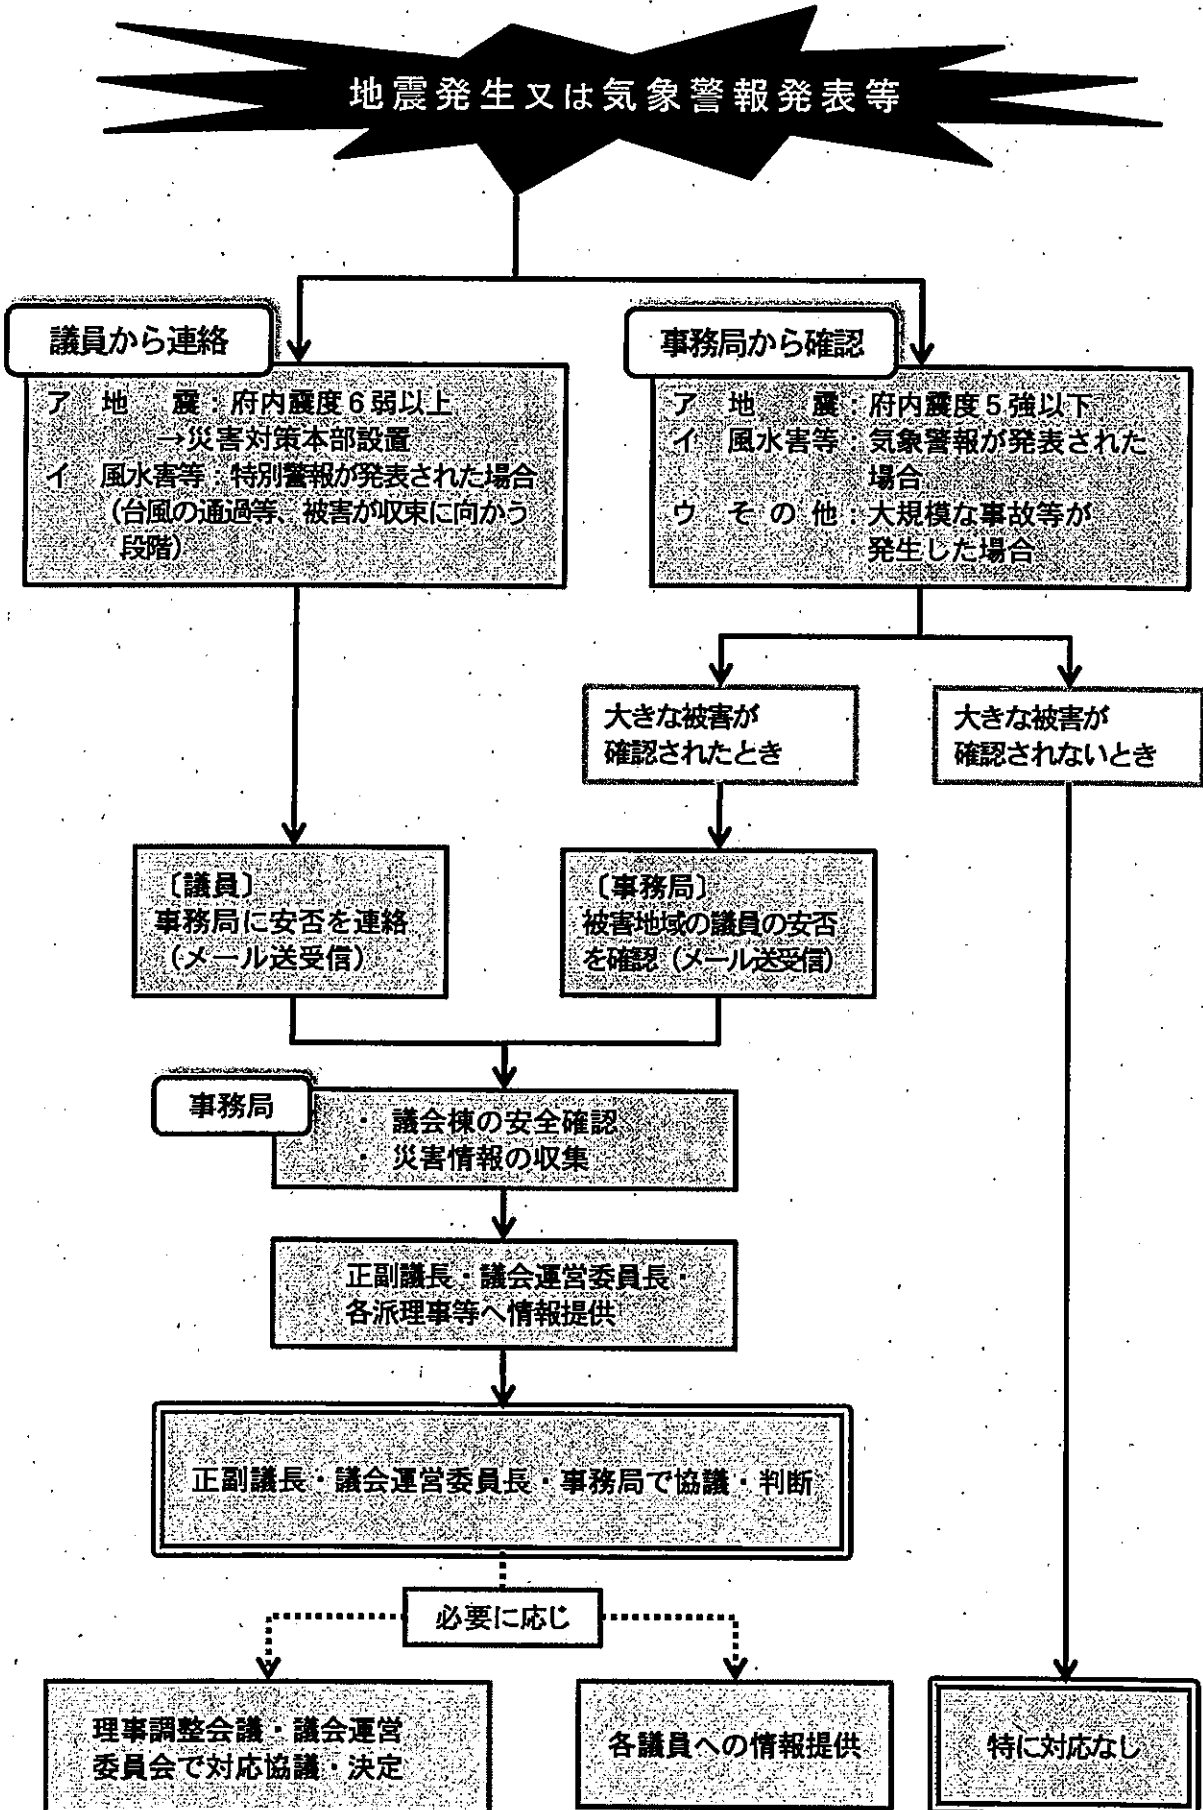 地震発生又は気象警報発表等
議員から連絡
ア 地 震：府内震度６弱以上
→災害対策本部設置
イ 風水害等：特別警報が発表された場合
（台風の通過等、被害が収束に向かう
段階）
事務局から確認
ア 地 震：府内震度５強以下
イ 風水害等：気象警報が発表された
場合
ウ そ の 他：大規模な事故等が
発生した場合
大きな被害が
確認されたとき
大きな被害が
確認されないとき
〔議員〕
事務局に安否を連絡
（メール送受信）
〔事務局〕
被害地域の議員の安否
を確認（メール送受信）
事務局
・ 議会棟の安全確認
・ 災害情報の収集
正副議長・議会運営委員長・
各派理事等へ情報提供
正副議長・議会運営委員長・事務局で協議・判断
必要に応じ
理事調整会議・議会運営
委員会で対応協議・決定
各議員への情報提供
特に対応なし